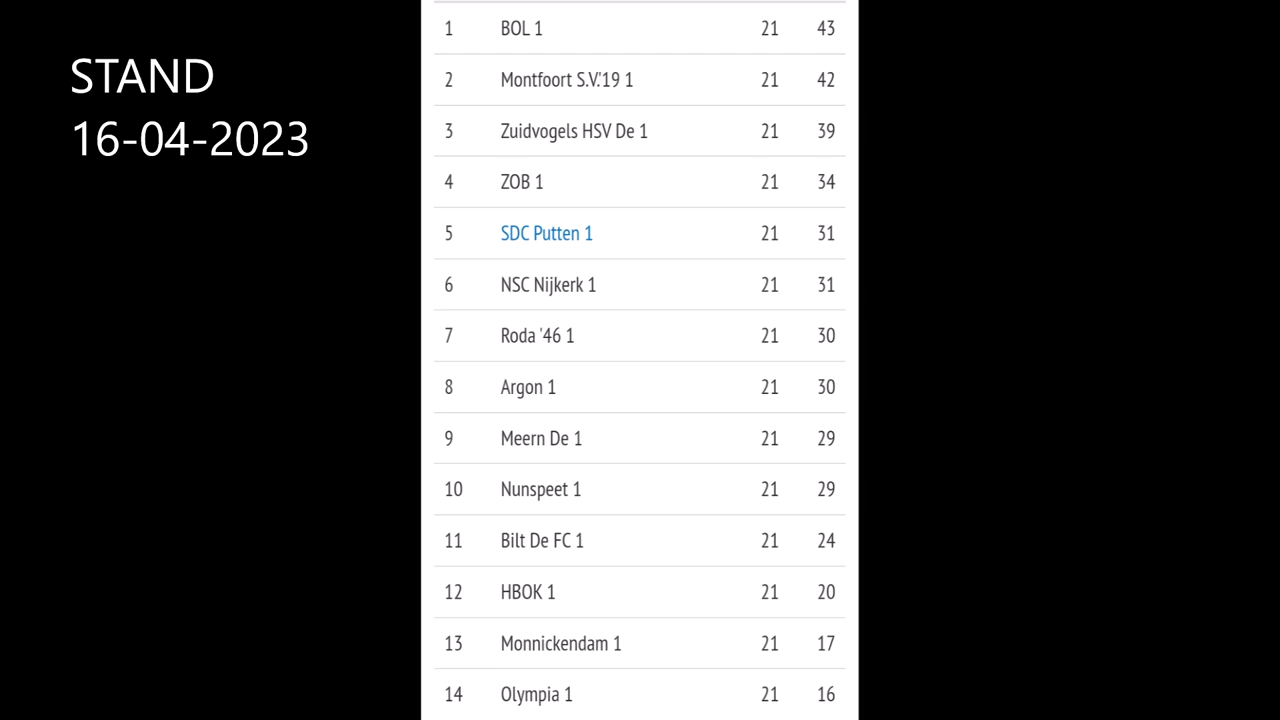 STAND
16-04-2023
1 BOL 1 21 43
2 Montfoort S.V.'19 1 21 42
3 Zuidvogels HSV De 1 21 39
4 ZOB 1 21 34
5 SDC Putten 1 21 31
6 NSC Nijkerk 1 21 31
7 Roda '46 1 21 30
8 Argon 1 21 30
9 Meern De 1 21 29
10 Nunspeet 1 21 29
11 Bilt De FC 1 21 24
12 HBOK 1 21 20
13 Monnickendam 1 21 17
14 Olympia 1 21 16